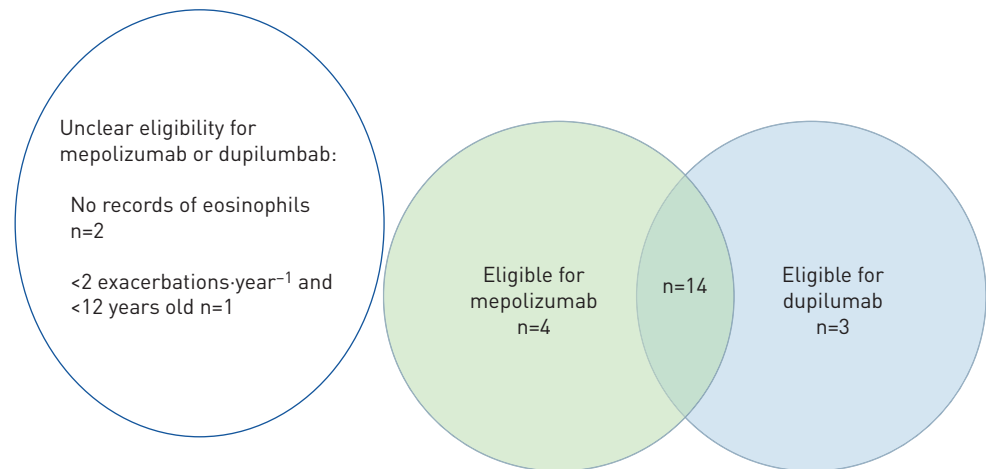 Unclear eligibility for
mepolizumab or dupilumbab:
No records of eosinophils
n=2
<2 exacerbations·year⁻¹ and
<12 years old n=1
Eligible for
mepolizumab
n=4
n=14
Eligible for
dupilumab
n=3